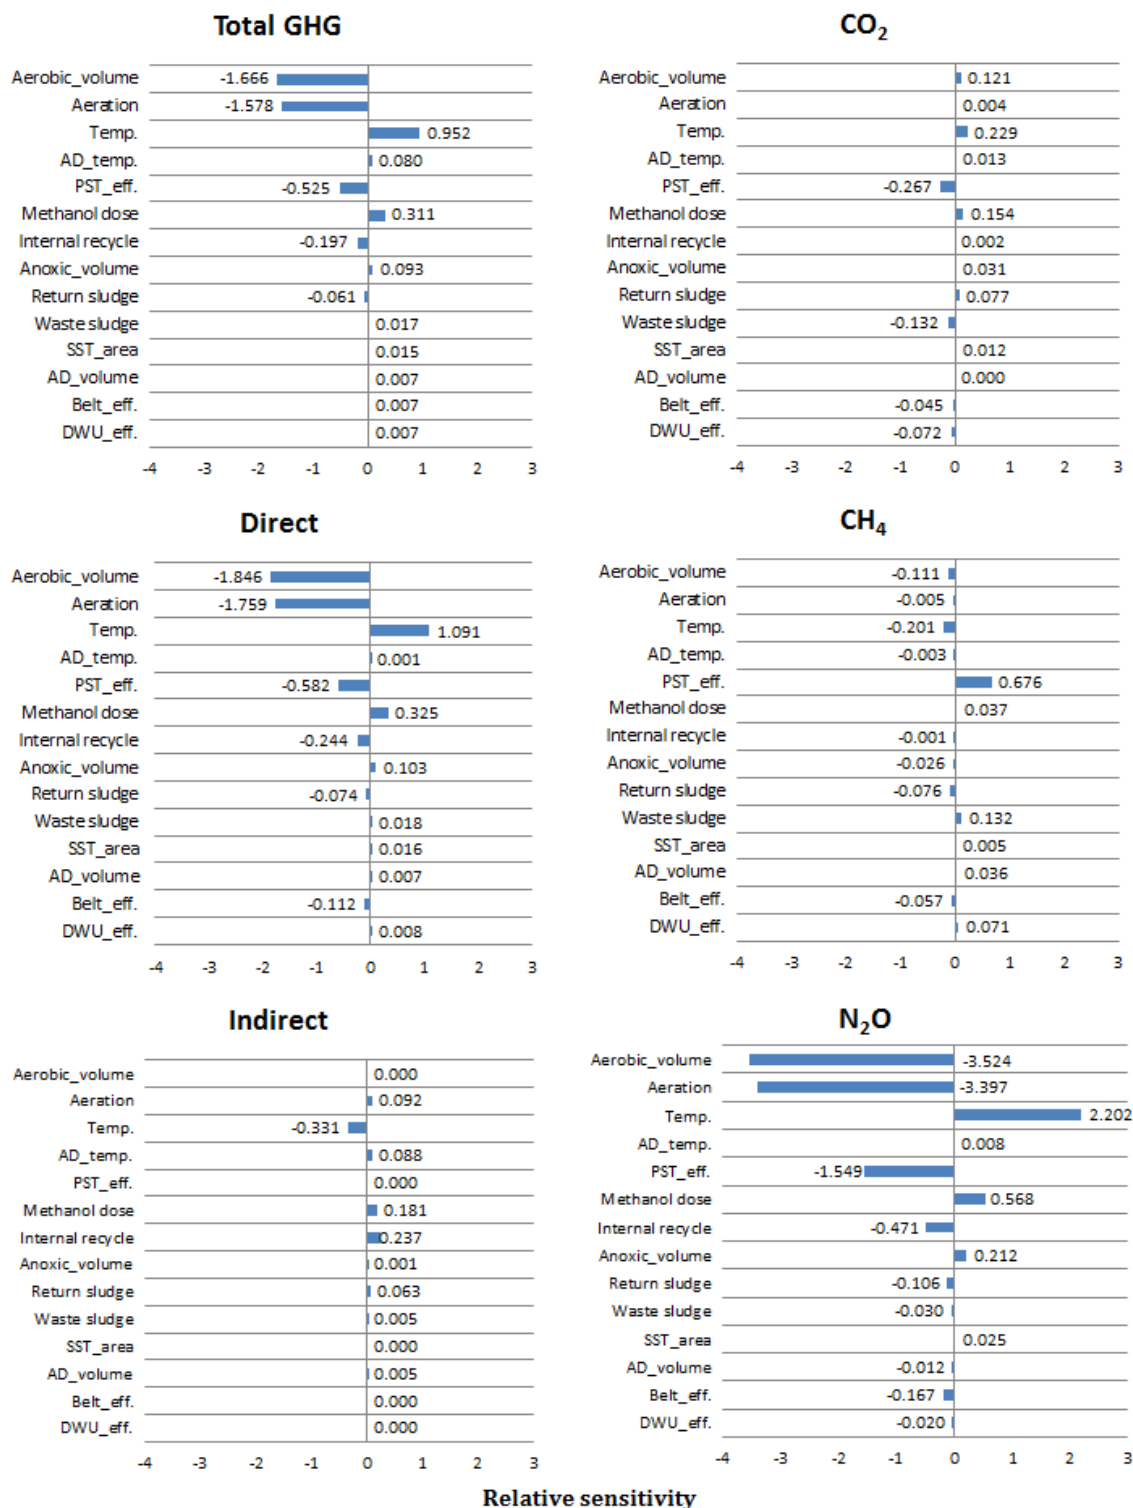 Total GHG
Aerobic_volume -1.666
Aeration -1.578
Temp. 0.952
AD_temp. 0.080
PST_eff. -0.525
Methanol dose 0.311
Internal recycle -0.197
Anoxic_volume 0.093
Return sludge -0.061
Waste sludge 0.017
SST_area 0.015
AD_volume 0.007
Belt_eff. 0.007
DWU_eff. 0.007
-4 -3 -2 -1 0 1 2 3
CO₂
Aerobic_volume 0.121
Aeration 0.004
Temp. 0.229
AD_temp. 0.013
PST_eff. -0.267
Methanol dose 0.154
Internal recycle 0.002
Anoxic_volume 0.031
Return sludge 0.077
Waste sludge -0.132
SST_area 0.012
AD_volume 0.000
Belt_eff. -0.045
DWU_eff. -0.072
-4 -3 -2 -1 0 1 2 3
Direct
Aerobic_volume -1.846
Aeration -1.759
Temp. 1.091
AD_temp. 0.001
PST_eff. -0.582
Methanol dose 0.325
Internal recycle -0.244
Anoxic_volume 0.103
Return sludge -0.074
Waste sludge 0.018
SST_area 0.016
AD_volume 0.007
Belt_eff. -0.112
DWU_eff. 0.008
-4 -3 -2 -1 0 1 2 3
CH₄
Aerobic_volume -0.111
Aeration -0.005
Temp. -0.201
AD_temp. -0.003
PST_eff. 0.676
Methanol dose 0.037
Internal recycle -0.001
Anoxic_volume -0.026
Return sludge -0.076
Waste sludge 0.132
SST_area 0.005
AD_volume 0.036
Belt_eff. -0.057
DWU_eff. 0.071
-4 -3 -2 -1 0 1 2 3
Indirect
Aerobic_volume 0.000
Aeration 0.092
Temp. -0.331
AD_temp. 0.088
PST_eff. 0.000
Methanol dose 0.181
Internal recycle 0.237
Anoxic_volume 0.001
Return sludge 0.063
Waste sludge 0.005
SST_area 0.000
AD_volume 0.005
Belt_eff. 0.000
DWU_eff. 0.000
-4 -3 -2 -1 0 1 2 3
N₂O
Aerobic_volume -3.524
Aeration -3.397
Temp. 2.202
AD_temp. 0.008
PST_eff. -1.549
Methanol dose 0.568
Internal recycle -0.471
Anoxic_volume 0.212
Return sludge -0.106
Waste sludge -0.030
SST_area 0.025
AD_volume -0.012
Belt_eff. -0.167
DWU_eff. -0.020
-4 -3 -2 -1 0 1 2 3
Relative sensitivity